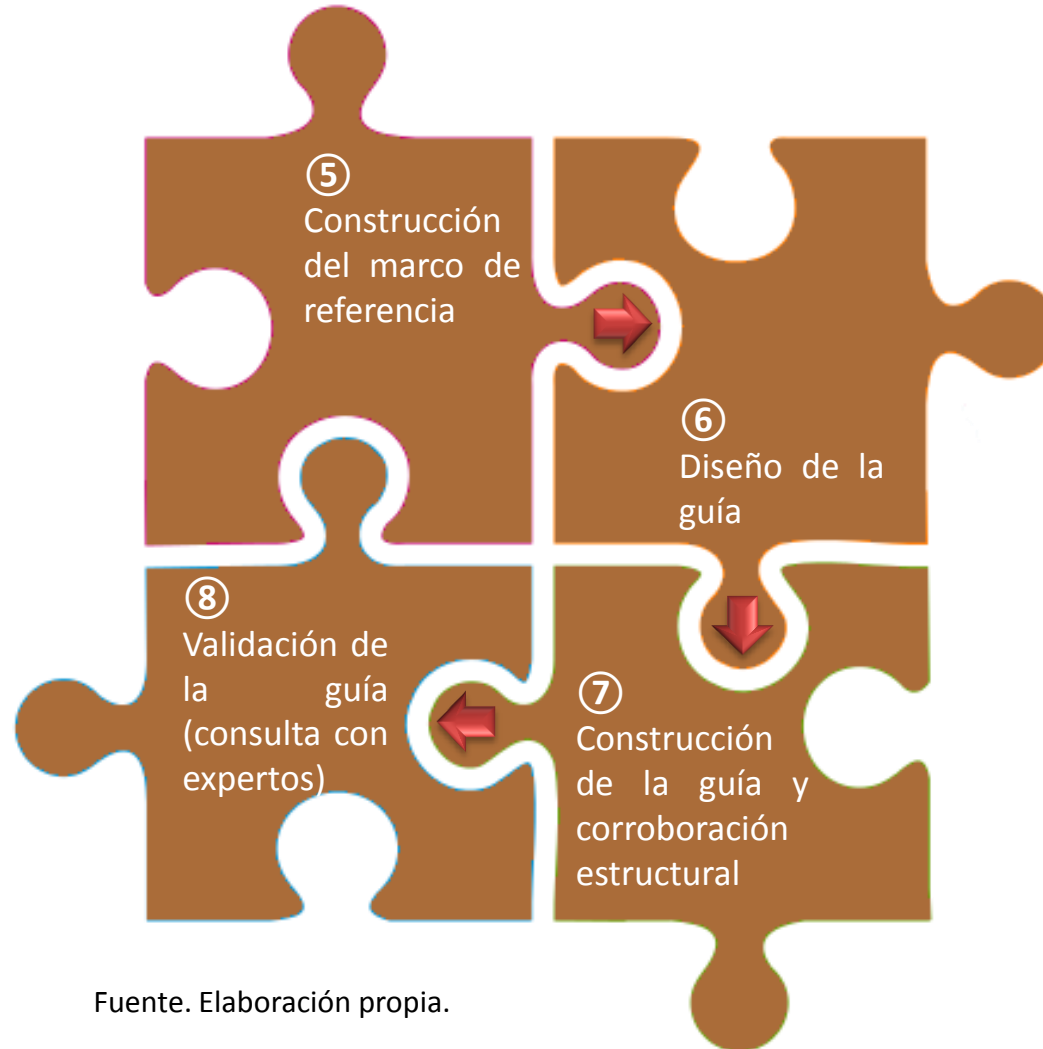 ⑤
Construcción
del marco de
referencia
⑥
Diseño de la
guía
⑦
Construcción
de la guía y
corroboración
estructural
⑧
Validación de
la guía
(consulta con
expertos)
Fuente. Elaboración propia.